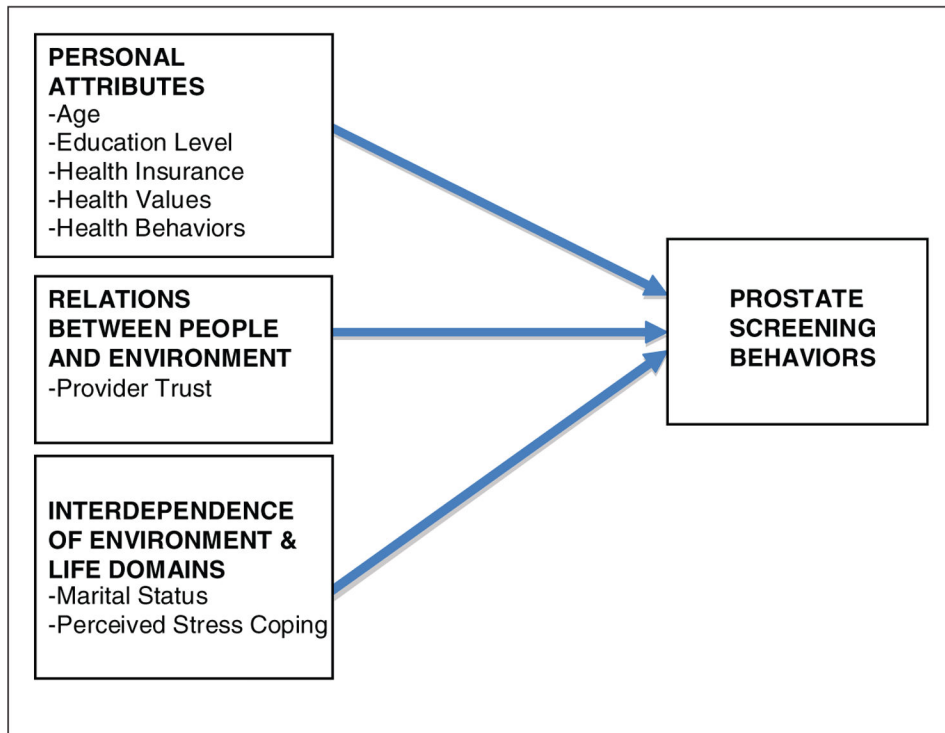 PERSONAL
ATTRIBUTES
-Age
-Education Level
-Health Insurance
-Health Values
-Health Behaviors
RELATIONS
BETWEEN PEOPLE
AND ENVIRONMENT
-Provider Trust
INTERDEPENDENCE
OF ENVIRONMENT &
LIFE DOMAINS
-Marital Status
-Perceived Stress Coping
PROSTATE
SCREENING
BEHAVIORS